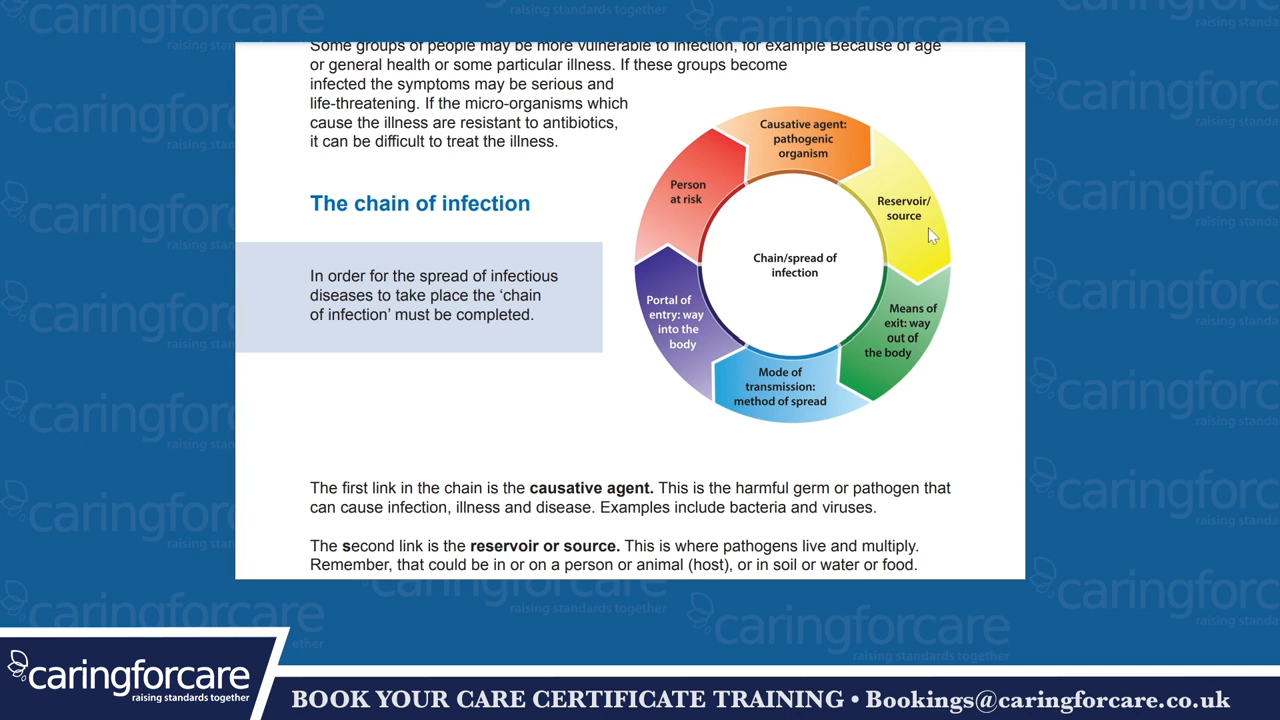 Some groups of people may be more vulnerable to infection, for example Because of age
or general health or some particular illness. If these groups become
infected the symptoms may be serious and
life-threatening. If the micro-organisms which
cause the illness are resistant to antibiotics,
it can be difficult to treat the illness.
The chain of infection
In order for the spread of infectious
diseases to take place the ‘chain
of infection’ must be completed.
Causative agent:
pathogenic
organism
Reservoir/
source
Means of
exit: way
out of
the body
Mode of
transmission:
method of spread
Portal of
entry: way
into the
body
Person
at risk
Chain/spread of
infection
The first link in the chain is the causative agent. This is the harmful germ or pathogen that
can cause infection, illness and disease. Examples include bacteria and viruses.
The second link is the reservoir or source. This is where pathogens live and multiply.
Remember, that could be in or on a person or animal (host), or in soil or water or food.
caringforcare
raising standards together
BOOK YOUR CARE CERTIFICATE TRAINING • Bookings@caringforcare.co.uk